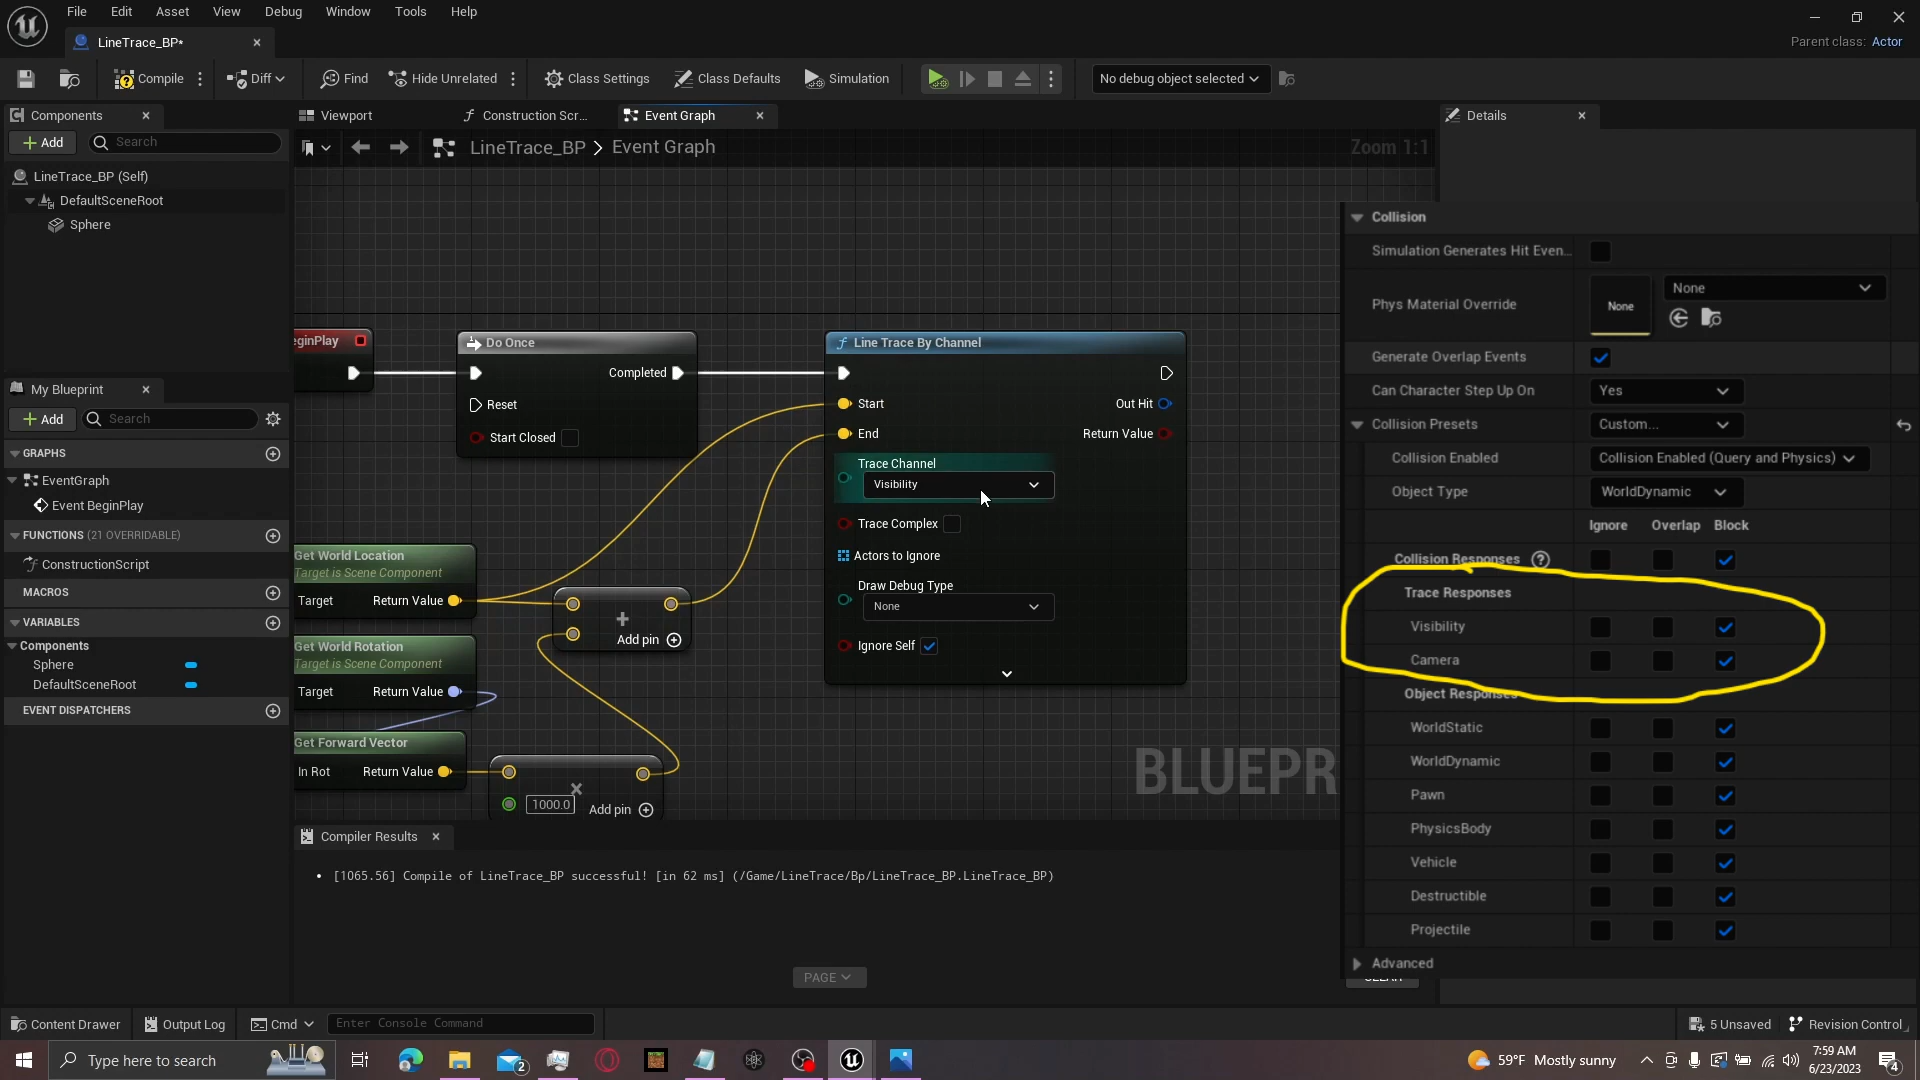 File Edit Asset View Debug Window Tools Help
LineTrace_BP*
Parent class: Actor
Compile Diff Find Hide Unrelated Class Settings Class Defaults Simulation No debug object selected
Components
Add Search
LineTrace_BP (Self)
DefaultSceneRoot
Sphere
My Blueprint
Add Search
GRAPHS
EventGraph
Event BeginPlay
FUNCTIONS (21 OVERRIDABLE)
ConstructionScript
MACROS
VARIABLES
Components
Sphere
DefaultSceneRoot
EVENT DISPATCHERS
Viewport Construction Scr... Event Graph
LineTrace_BP > Event Graph
Zoom 1:1
eginPlay
Do Once
Completed
Reset
Start Closed
Line Trace By Channel
Start Out Hit
End Return Value
Trace Channel
Visibility
Trace Complex
Actors to Ignore
Draw Debug Type
None
Ignore Self
Get World Location
Target is Scene Component
Target Return Value
Get World Rotation
Target is Scene Component
Target Return Value
Get Forward Vector
In Rot Return Value
Add pin
1000.0 Add pin
BLUEPR
Compiler Results
[1065.56] Compile of LineTrace_BP successful! [in 62 ms] (/Game/LineTrace/Bp/LineTrace_BP.LineTrace_BP)
PAGE
Details
Collision
Simulation Generates Hit Even...
Phys Material Override None None
Generate Overlap Events
Can Character Step Up On Yes
Collision Presets Custom...
Collision Enabled Collision Enabled (Query and Physics)
Object Type WorldDynamic
Ignore Overlap Block
Collision Responses ?
Trace Responses
Visibility
Camera
Object Responses
WorldStatic
WorldDynamic
Pawn
PhysicsBody
Vehicle
Destructible
Projectile
Advanced
CLEAR
Content Drawer Output Log Cmd Enter Console Command 5 Unsaved Revision Control
Type here to search
2
59°F Mostly sunny
7:59 AM
6/23/2023
4